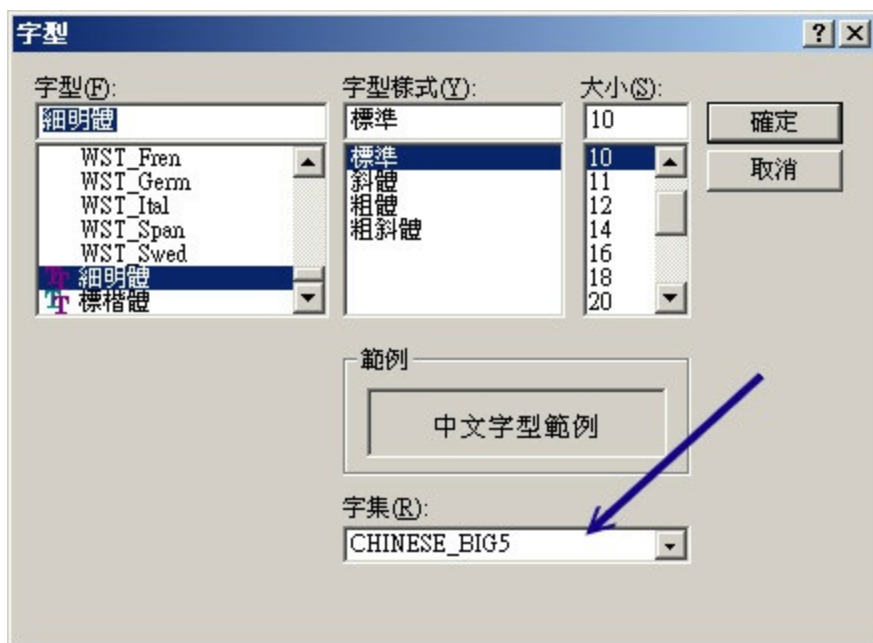 字型
字型(F):
細明體
WST_Fren
WST_Germ
WST_Ital
WST_Span
WST_Swed
細明體
標楷體
字型樣式(Y):
標準
標準
斜體
粗體
粗斜體
大小(S):
10
10
11
12
14
16
18
20
確定
取消
範例
中文字型範例
字集(R):
CHINESE_BIG5